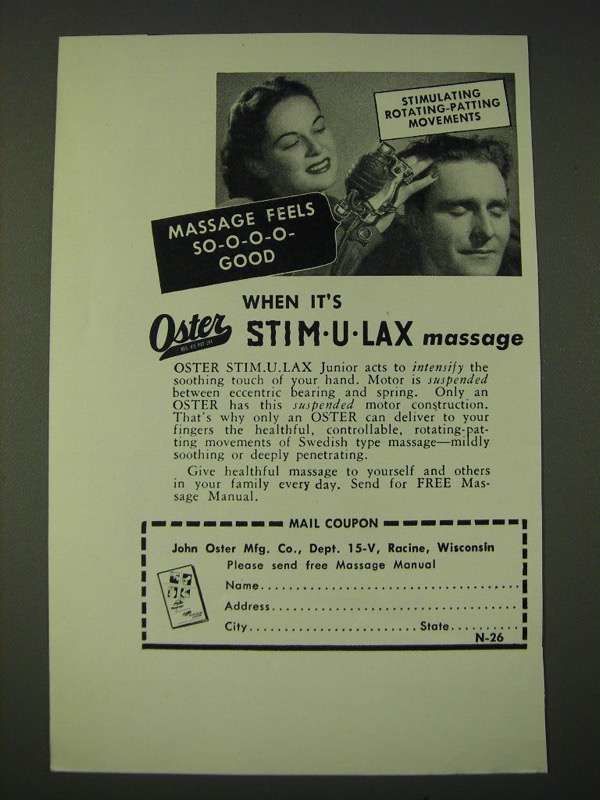 STIMULATING
ROTATING-PATTING
MOVEMENTS
MASSAGE FEELS
SO-O-O-O-
GOOD
WHEN IT'S
Oster STIM·U·LAX massage
OSTER STIM.U.LAX Junior acts to intensify the
soothing touch of your hand. Motor is suspended
between eccentric bearing and spring. Only an
OSTER has this suspended motor construction.
That's why only an OSTER can deliver to your
fingers the healthful, controllable, rotating-pat-
ting movements of Swedish type massage—mildly
soothing or deeply penetrating.
Give healthful massage to yourself and others
in your family every day. Send for FREE Mas-
sage Manual.
MAIL COUPON
John Oster Mfg. Co., Dept. 15-V, Racine, Wisconsin
Please send free Massage Manual
Name
Address
City State
N-26